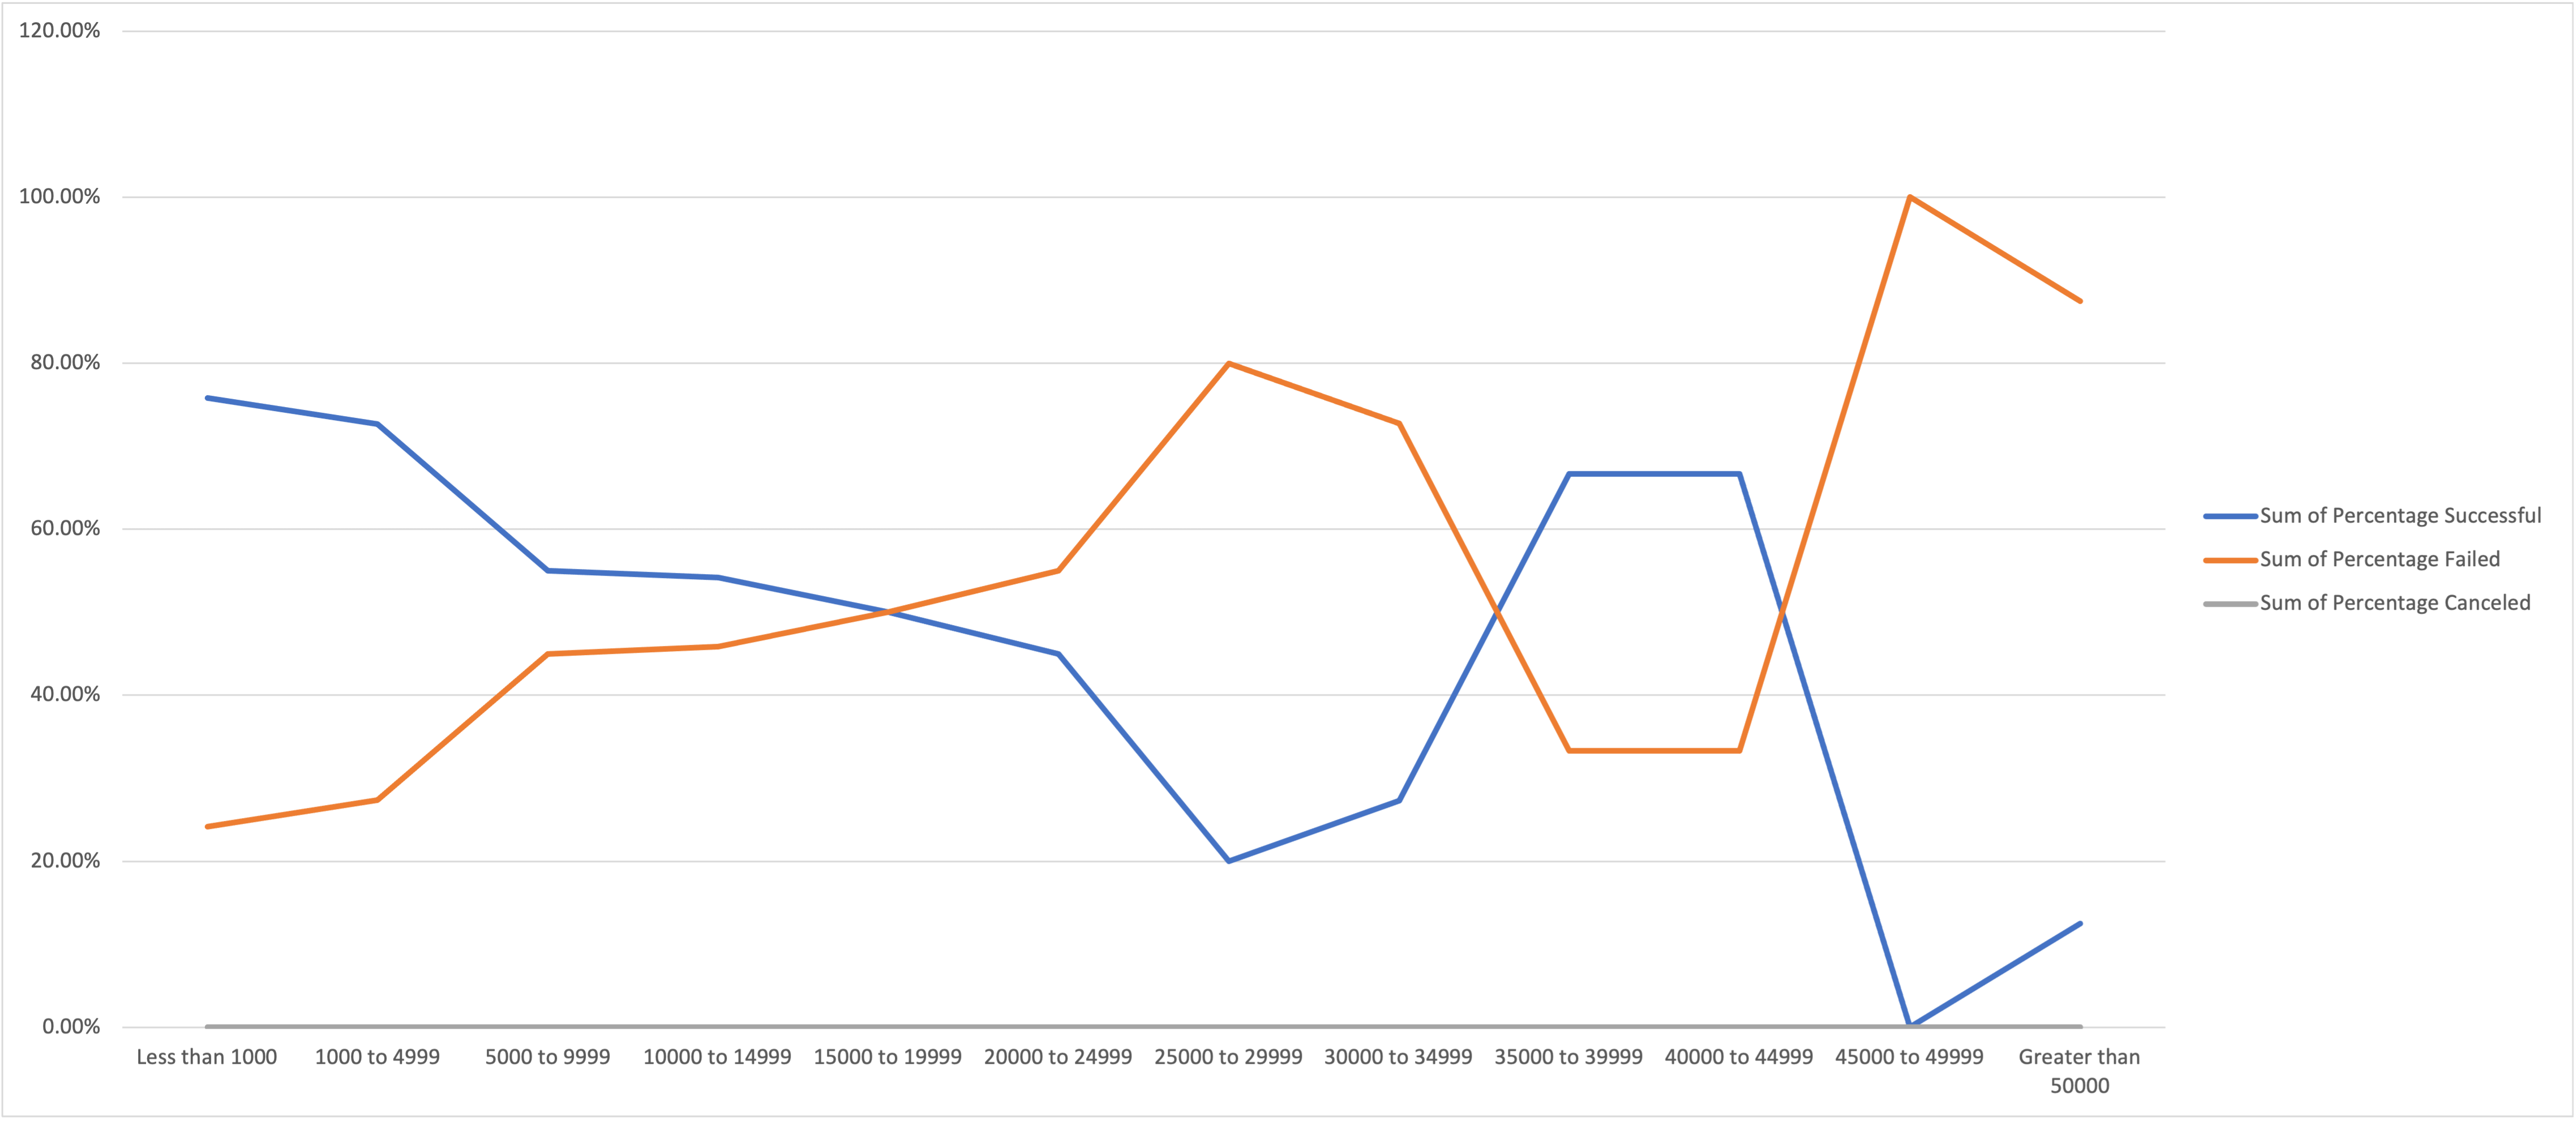 120.00%
100.00%
80.00%
60.00%
40.00%
20.00%
0.00%
Less than 1000
1000 to 4999
5000 to 9999
10000 to 14999
15000 to 19999
20000 to 24999
25000 to 29999
30000 to 34999
35000 to 39999
40000 to 44999
45000 to 49999
Greater than
50000
Sum of Percentage Successful
Sum of Percentage Failed
Sum of Percentage Canceled